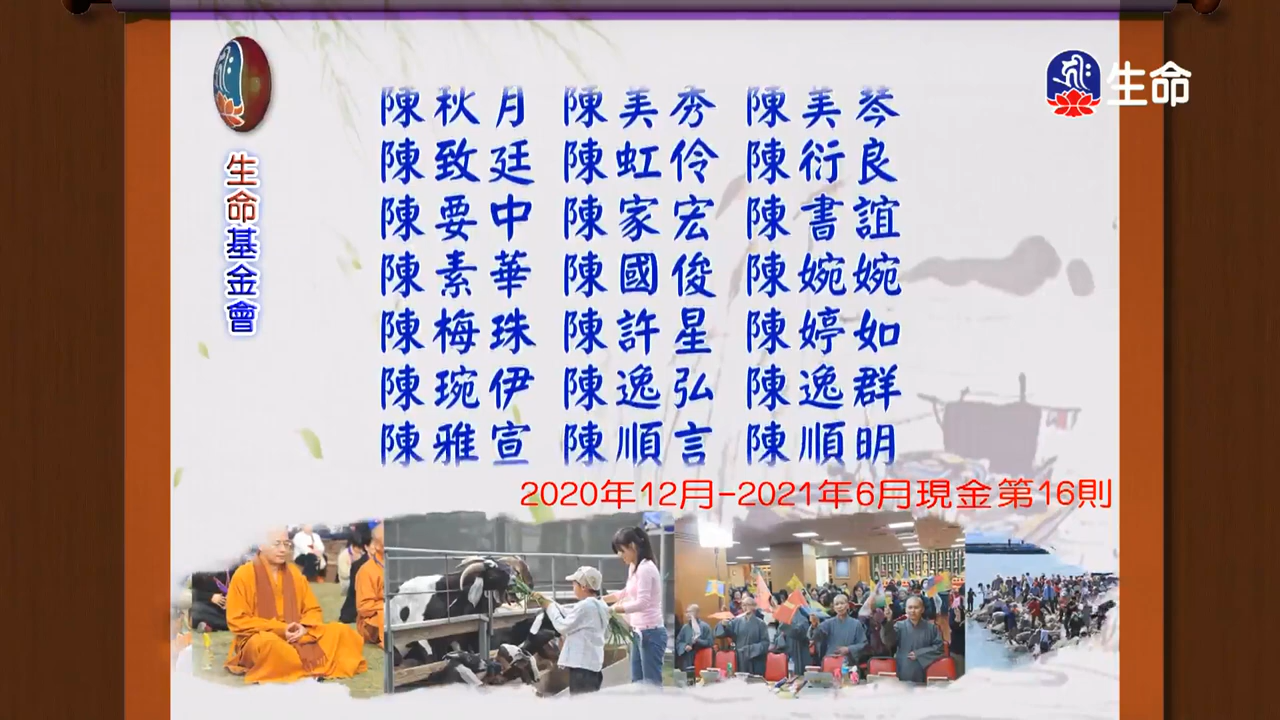 生命
生命基金會
陳秋月 陳美秀 陳美琴
陳致廷 陳虹伶 陳衍良
陳要中 陳家宏 陳書誼
陳素華 陳國俊 陳婉婉
陳梅珠 陳許星 陳婷如
陳琬伊 陳逸弘 陳逸群
陳雅宣 陳順言 陳順明
2020年12月-2021年6月現金第16則